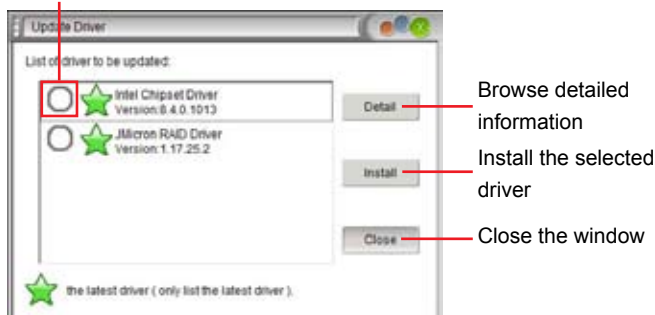 Update Driver
List of driver to be updated:
Intel Chipset Driver
Version:8.4.0.1013
JMicron RAID Driver
Version:1.17.25.2
Detail
Install
Close
the latest driver ( only list the latest driver ).
Browse detailed
information
Install the selected
driver
Close the window